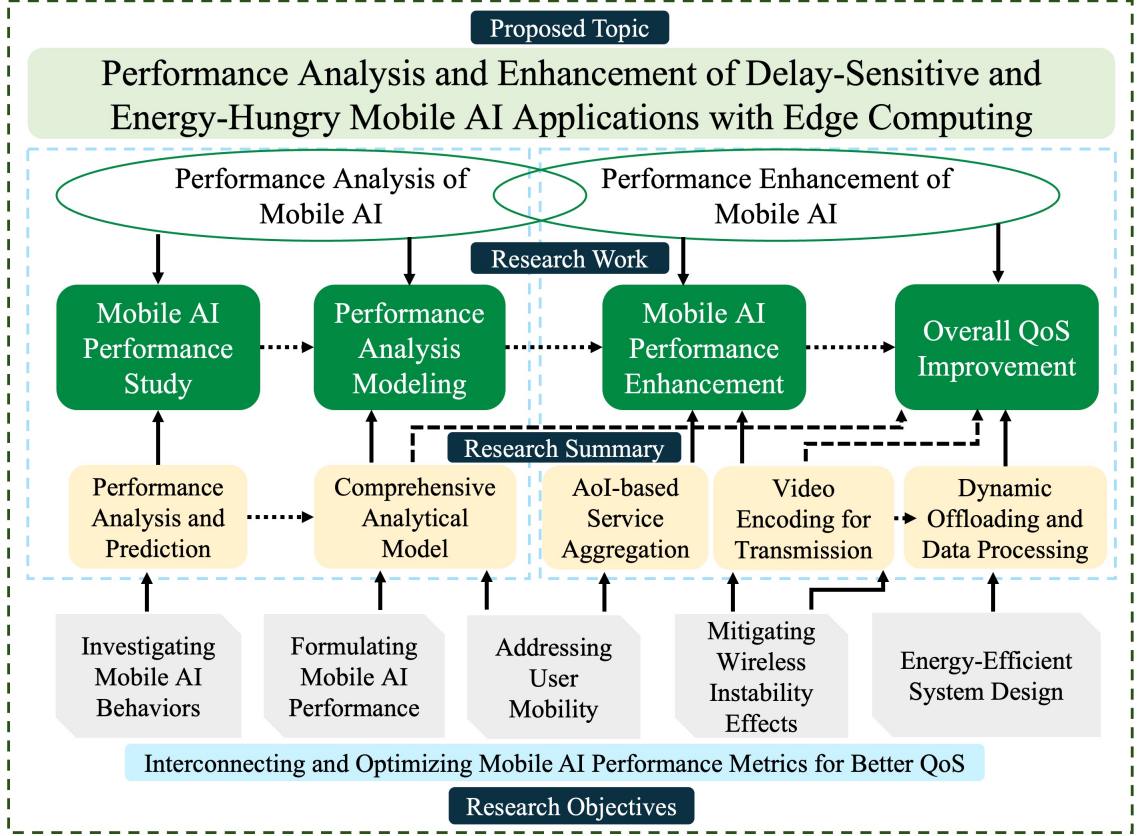 Proposed Topic
Performance Analysis and Enhancement of Delay-Sensitive and
Energy-Hungry Mobile AI Applications with Edge Computing
Performance Analysis of
Mobile AI
Performance Enhancement of
Mobile AI
Research Work
Mobile AI
Performance
Study
Performance
Analysis
Modeling
Mobile AI
Performance
Enhancement
Overall QoS
Improvement
Research Summary
Performance
Analysis and
Prediction
Comprehensive
Analytical
Model
AoI-based
Service
Aggregation
Video
Encoding for
Transmission
Dynamic
Offloading and
Data Processing
Investigating
Mobile AI
Behaviors
Formulating
Mobile AI
Performance
Addressing
User
Mobility
Mitigating
Wireless
Instability
Effects
Energy-Efficient
System Design
Interconnecting and Optimizing Mobile AI Performance Metrics for Better QoS
Research Objectives